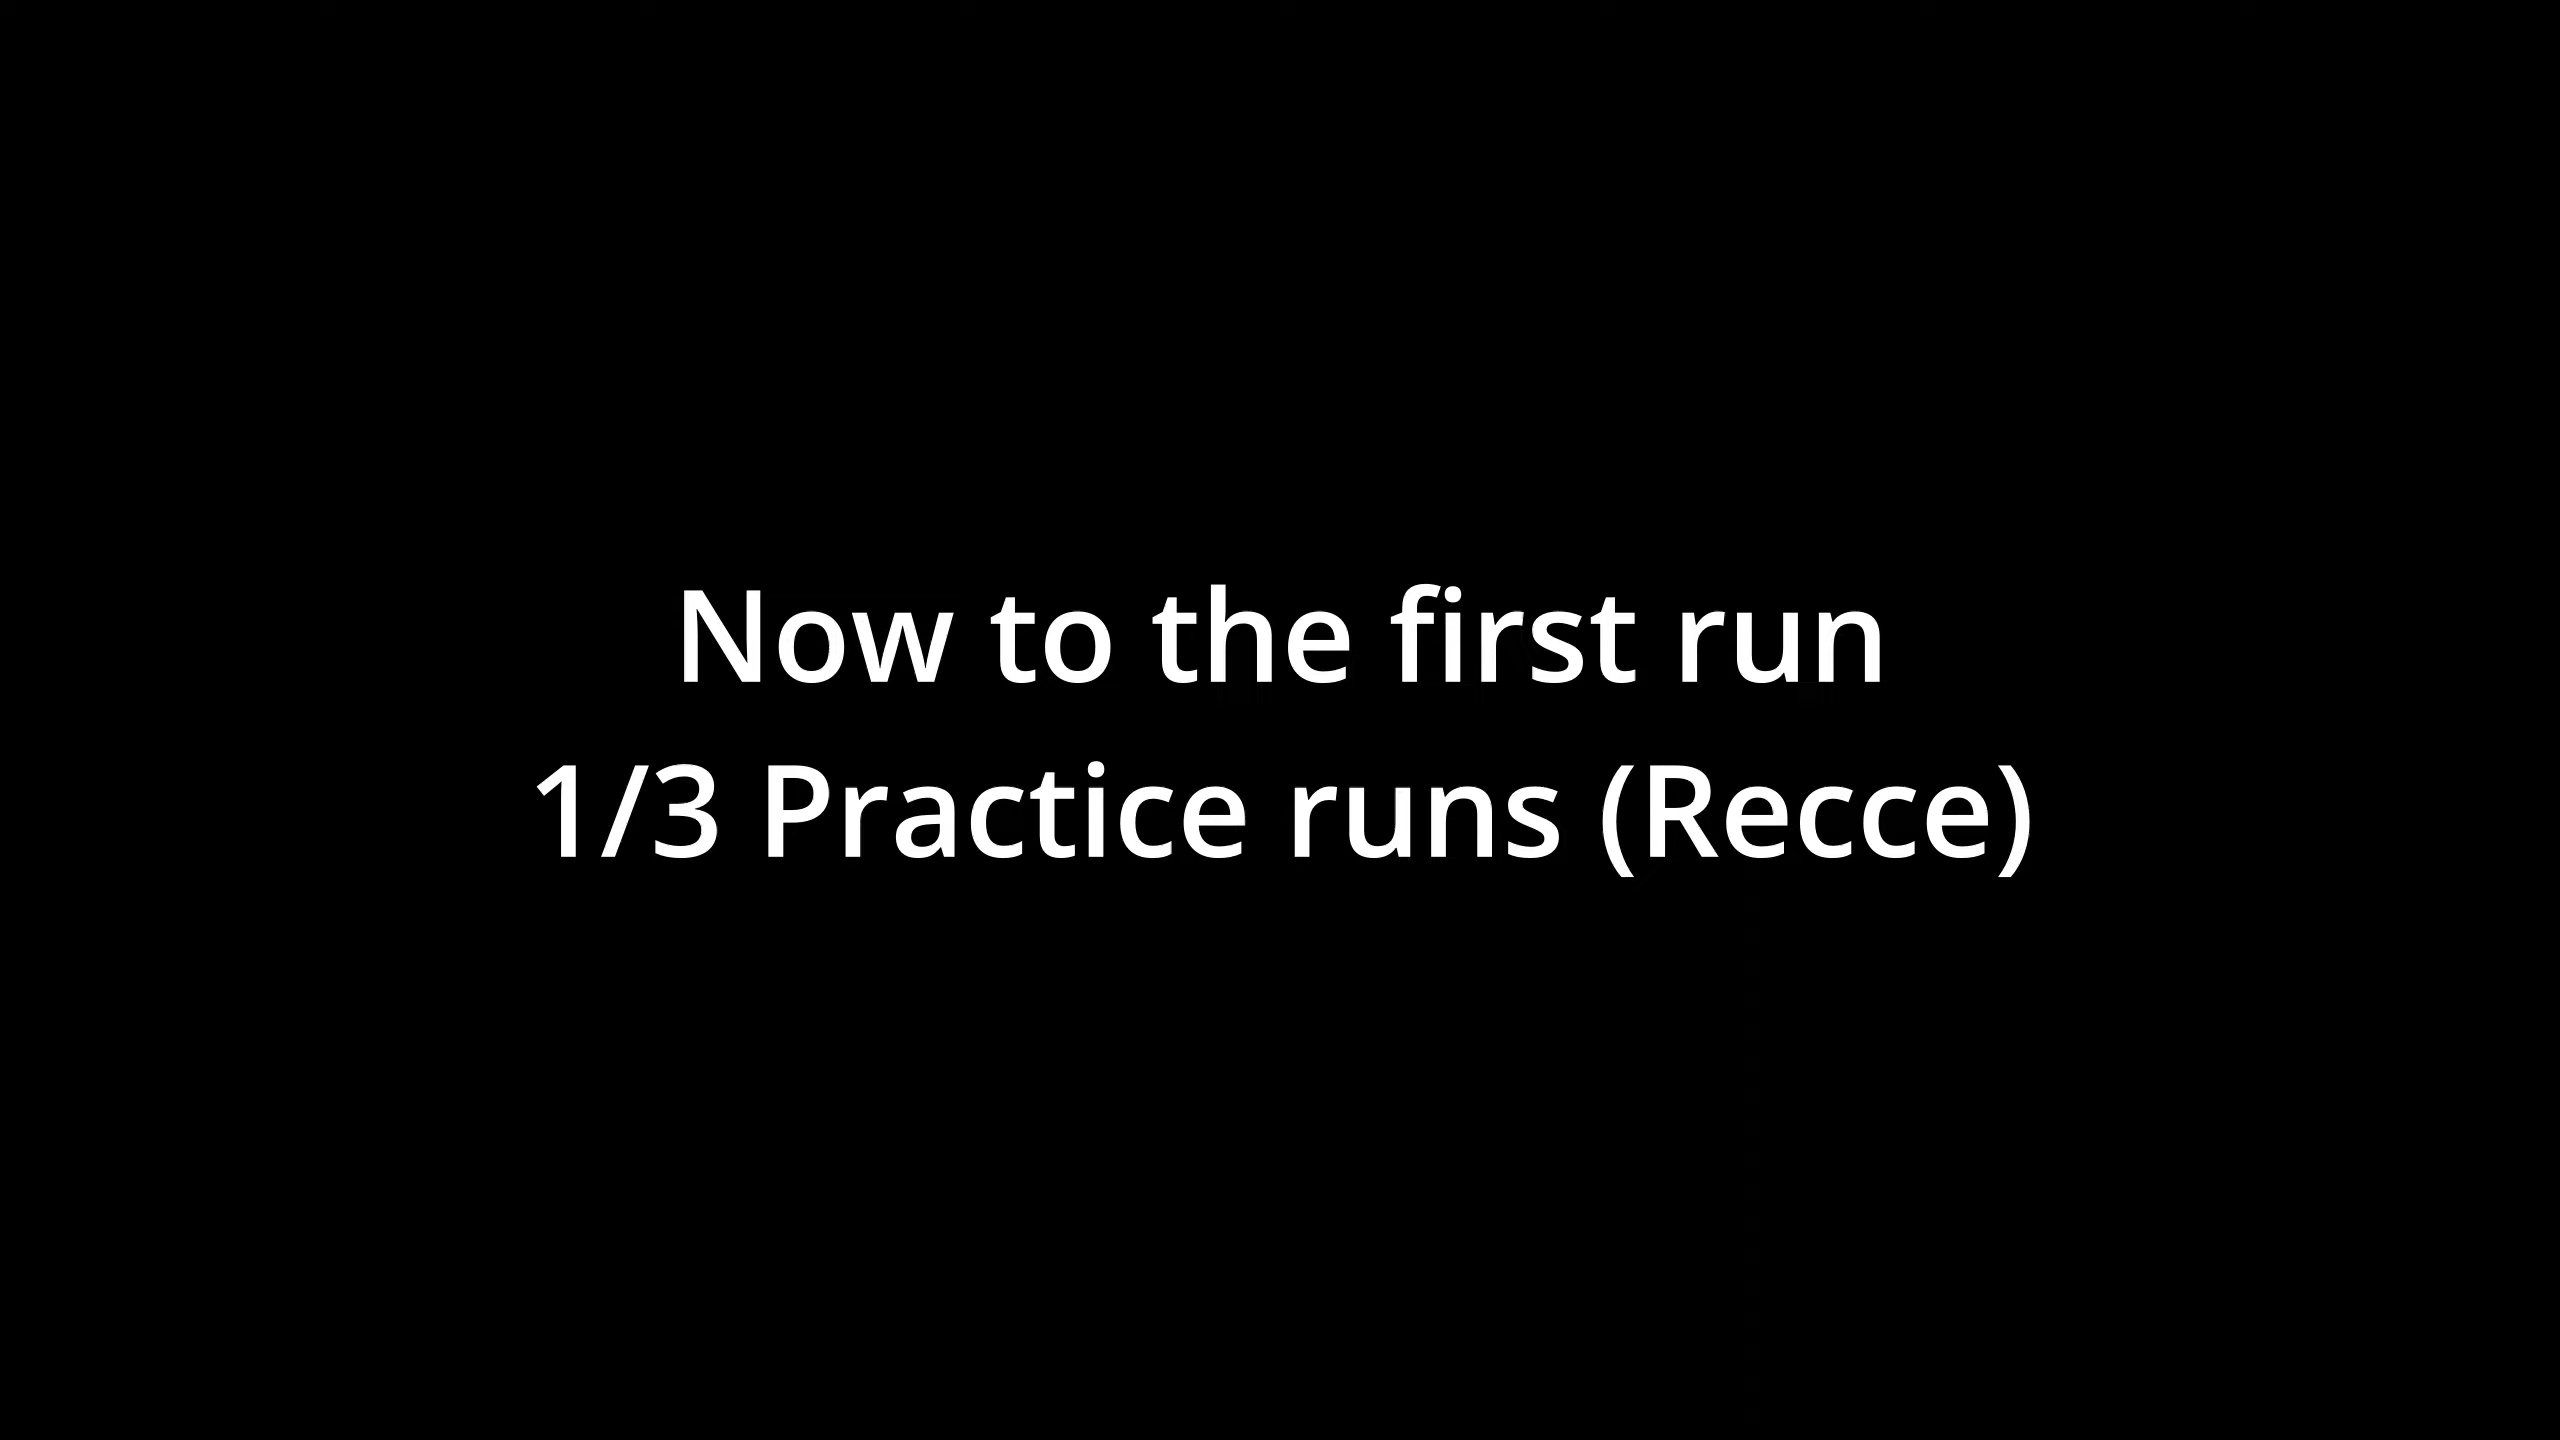 Now to the first run
1/3 Practice runs (Recce)